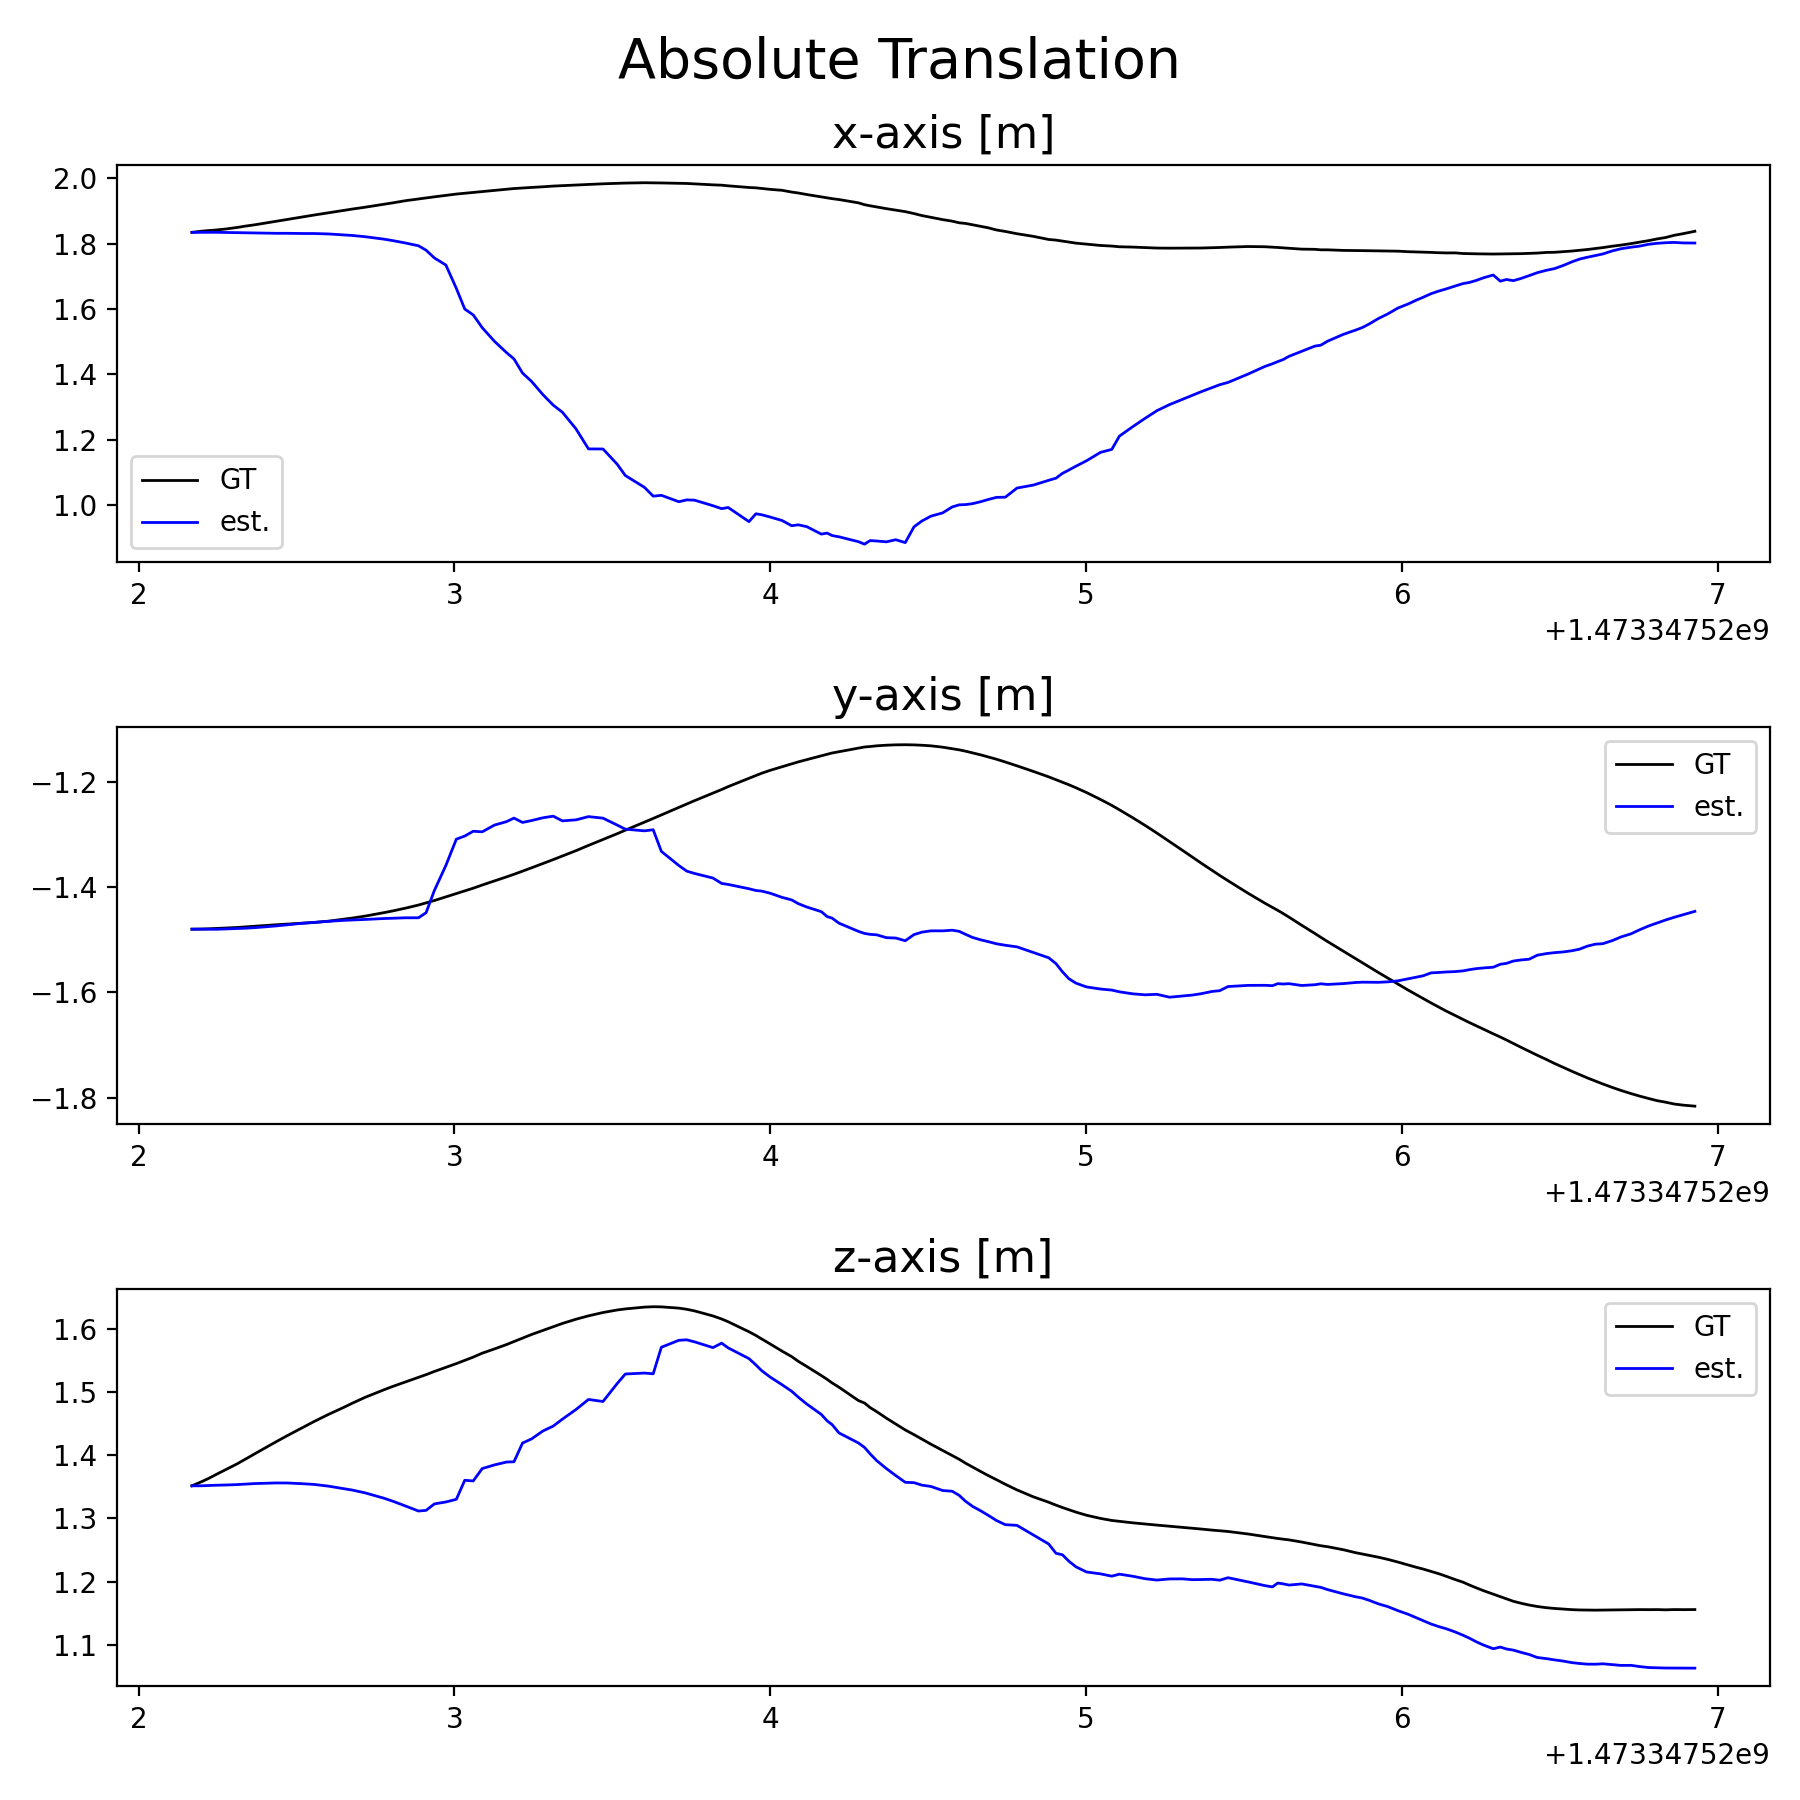 Absolute Translation
x-axis [m]
2.0
1.8
1.6
1.4
1.2
1.0
GT
est.
2 3 4 5 6 7
+1.47334752e9
y-axis [m]
−1.2
−1.4
−1.6
−1.8
GT
est.
2 3 4 5 6 7
+1.47334752e9
z-axis [m]
1.6
1.5
1.4
1.3
1.2
1.1
GT
est.
2 3 4 5 6 7
+1.47334752e9